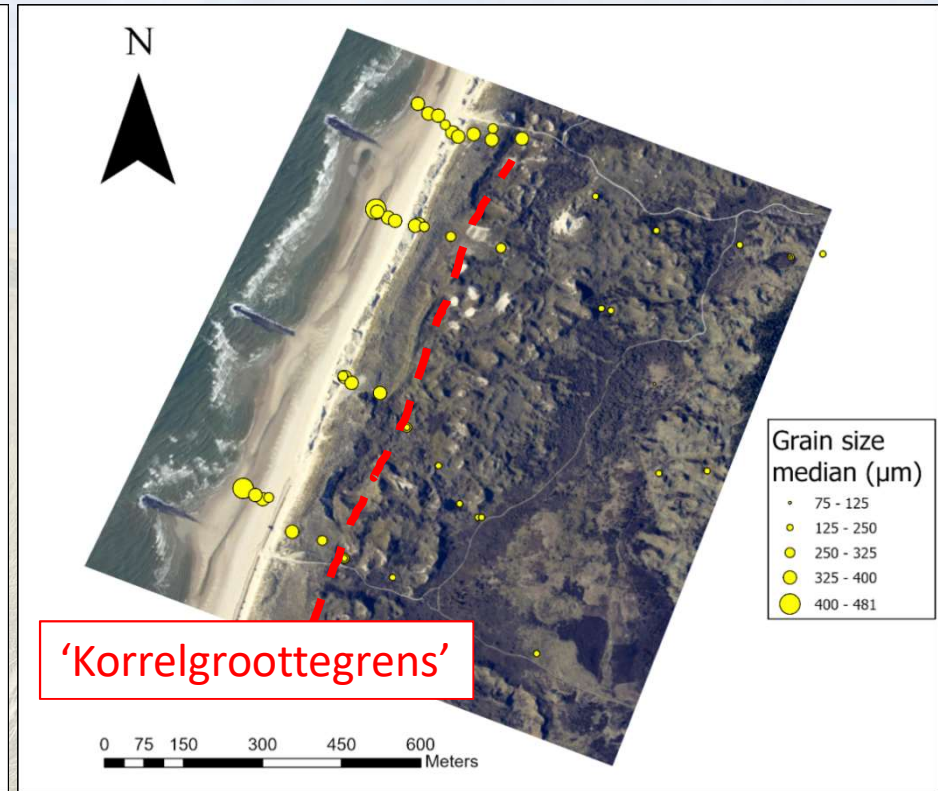 N
Grain size
median (µm)
75 - 125
125 - 250
250 - 325
325 - 400
400 - 481
‘Korrelgroottegrens’
0 75 150 300 450 600
Meters